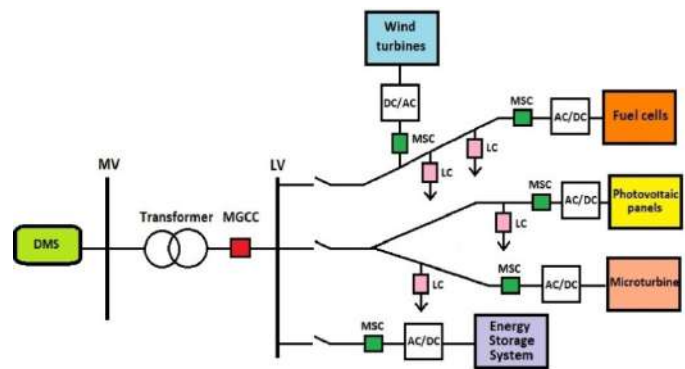 Wind
turbines
DC/AC
MSC
MSC
AC/DC
Fuel cells
LC
LC
MV
LV
Transformer
MGCC
DMS
MSC
AC/DC
Photovoltaic
panels
LC
LC
MSC
AC/DC
Microturbine
MSC
AC/DC
Energy
Storage
System